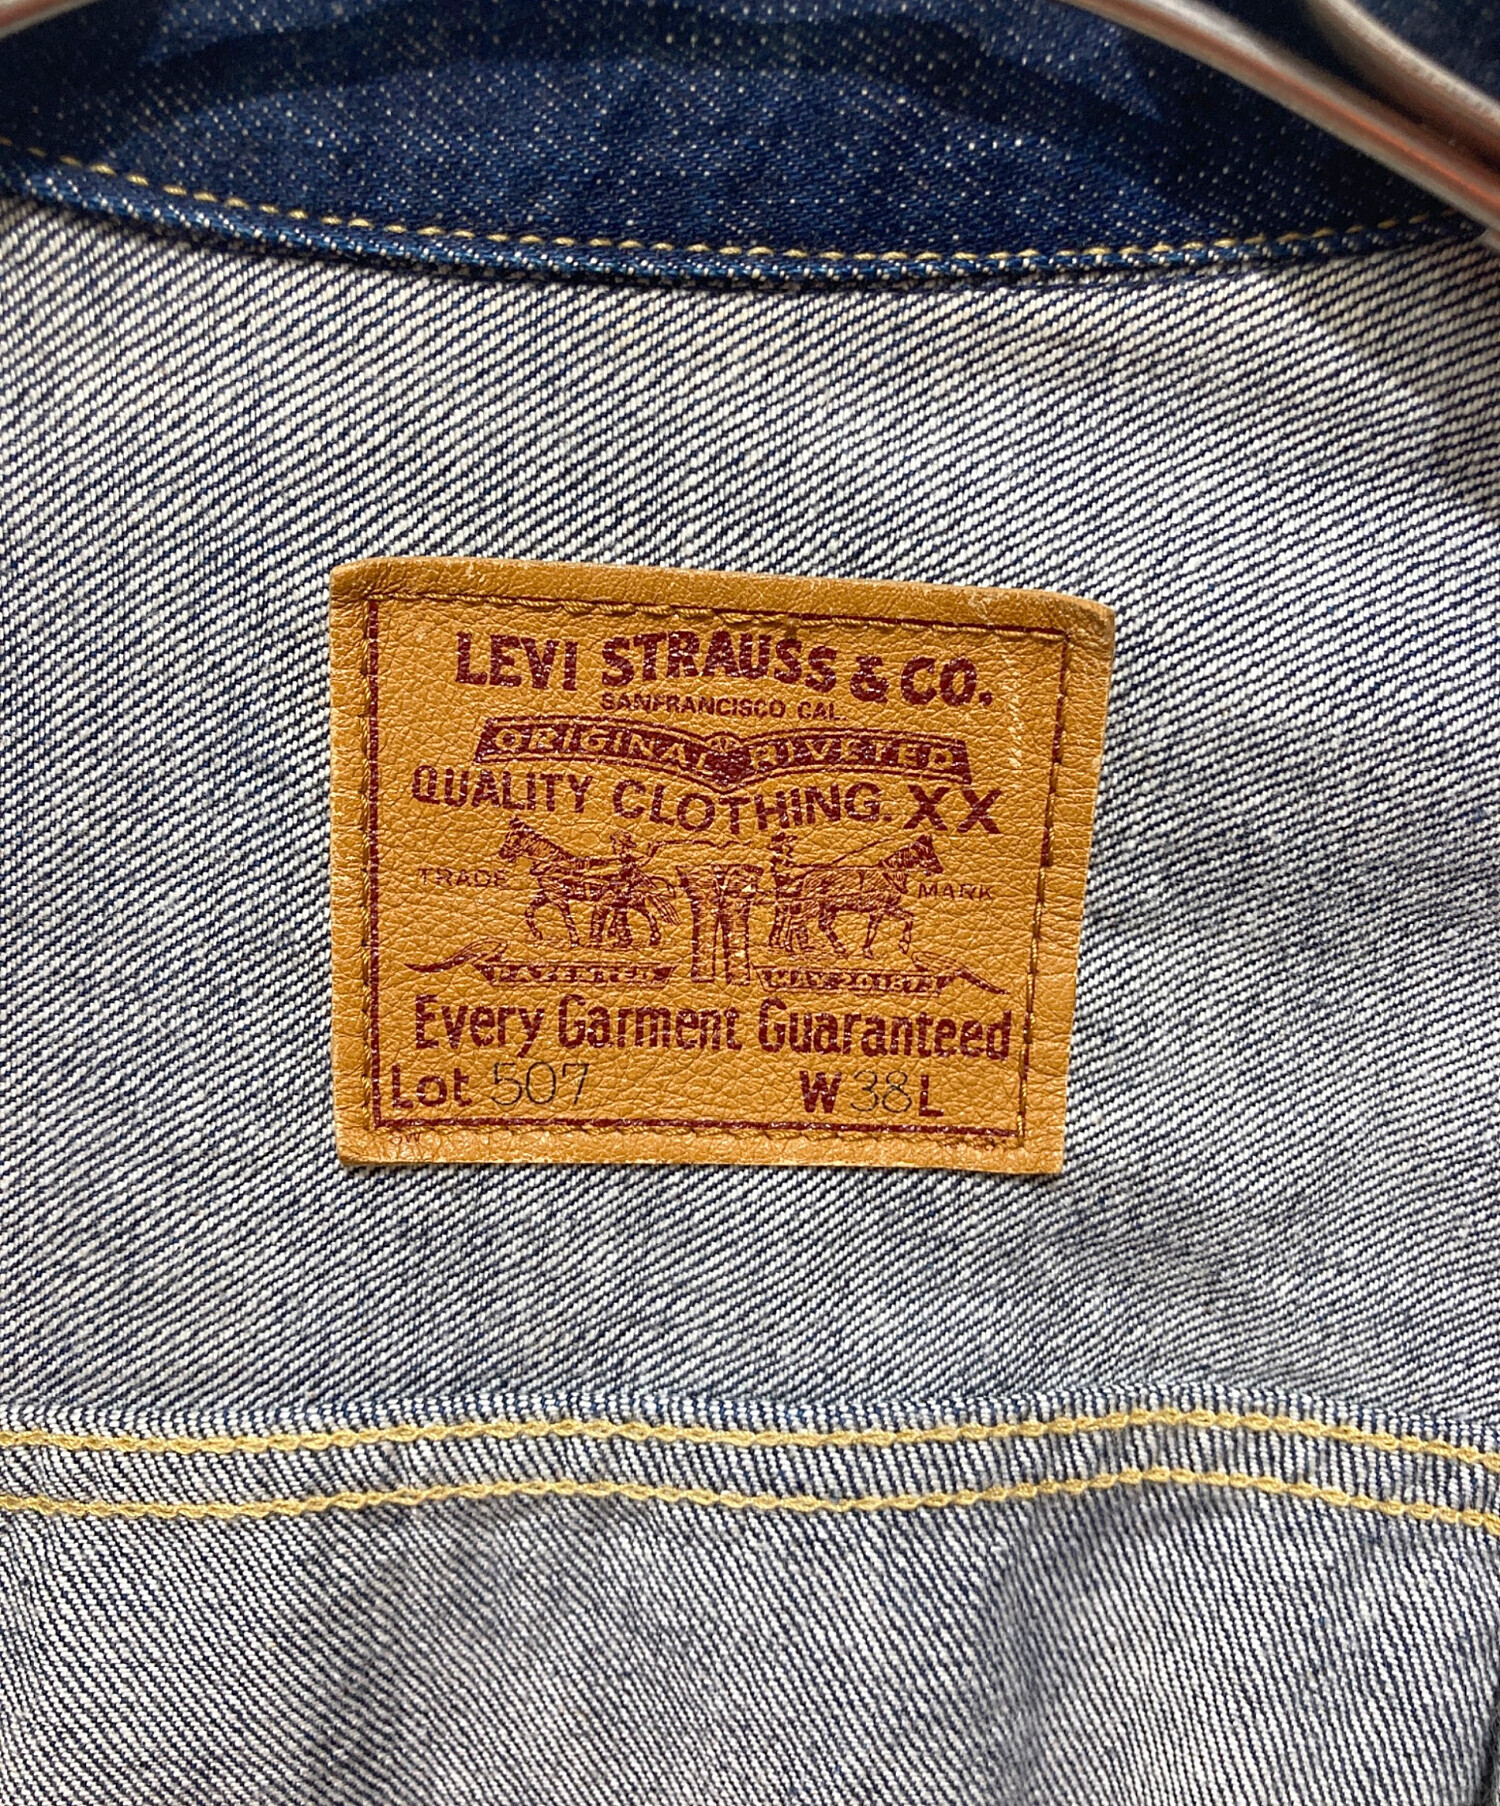 LEVI STRAUSS & CO.
SANFRANCISCO CAL.
ORIGINAL RIVETED
QUALITY CLOTHING. XX
TRADE MARK
Every Garment Guaranteed
Lot 507 W 38 L